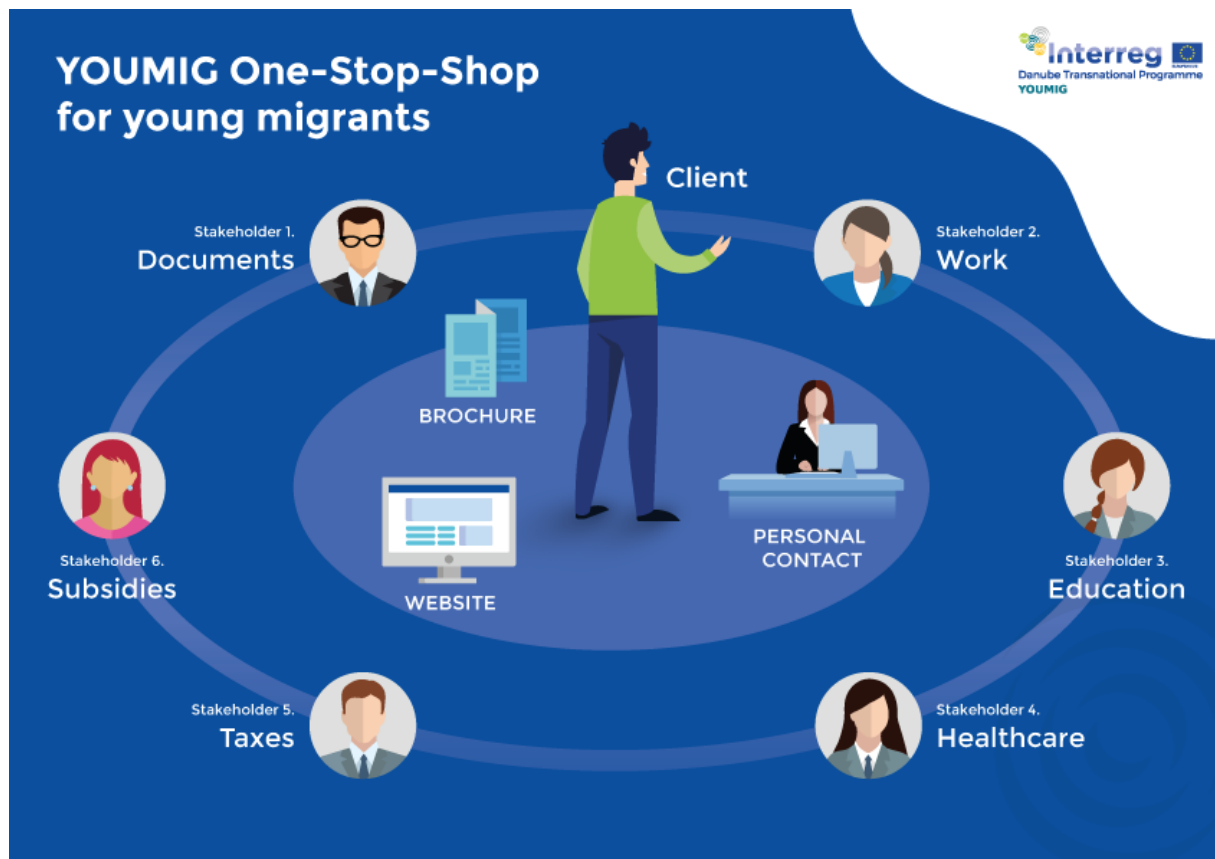 YOUMIG One-Stop-Shop
for young migrants
Interreg
Danube Transnational Programme
YOUMIG
Client
Stakeholder 1.
Documents
Stakeholder 2.
Work
BROCHURE
PERSONAL
CONTACT
WEBSITE
Stakeholder 6.
Subsidies
Stakeholder 3.
Education
Stakeholder 5.
Taxes
Stakeholder 4.
Healthcare